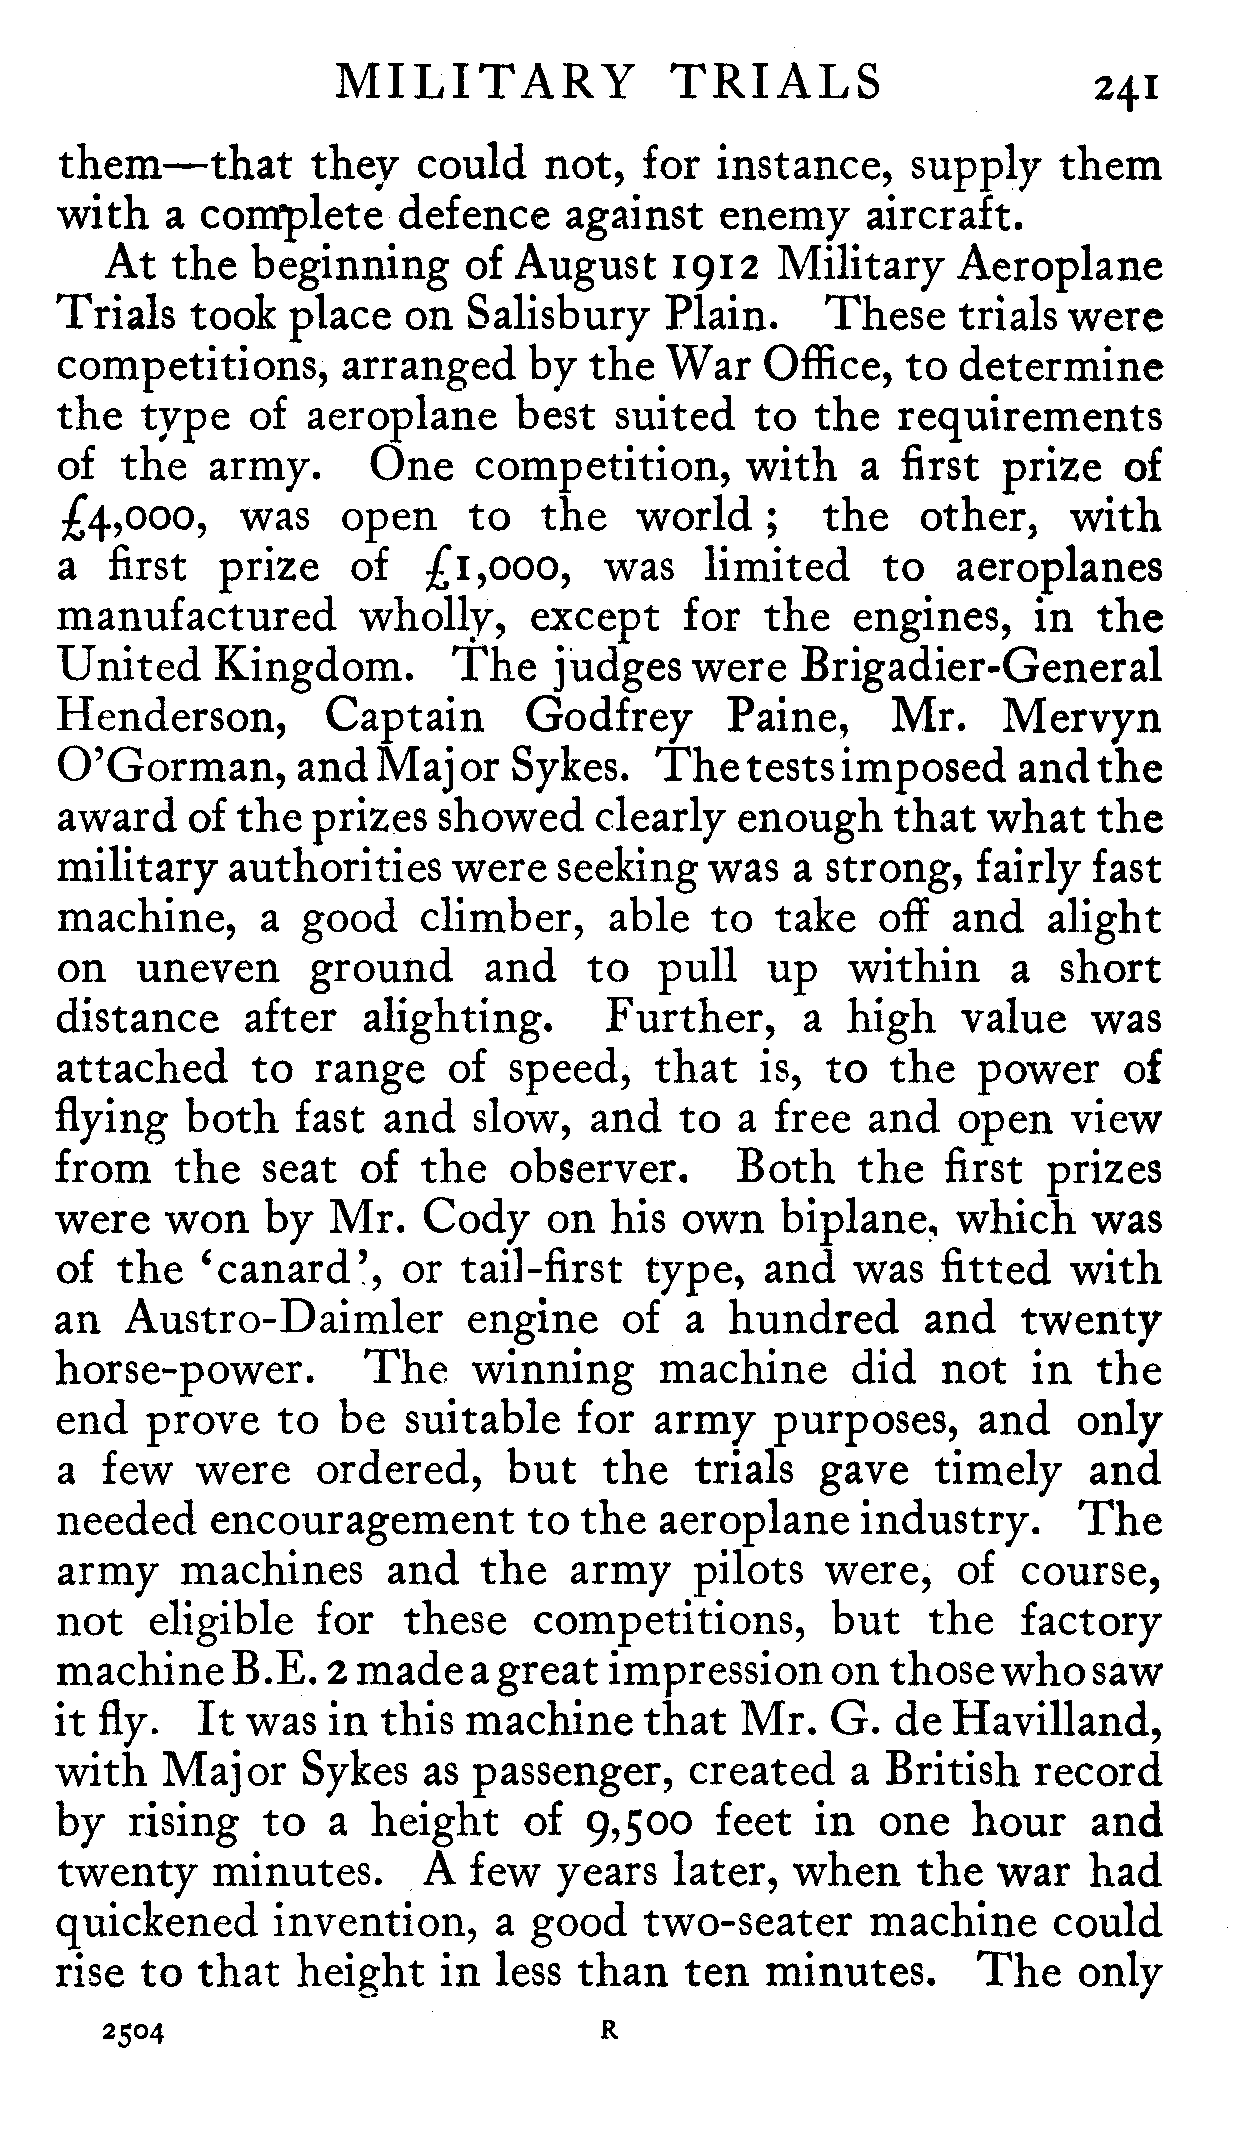 MILITARY TRIALS 241
them—that they could not, for instance, supply them
with a complete defence against enemy aircraft.
At the beginning of August 1912 Military Aeroplane
Trials took place on Salisbury Plain. These trials were
competitions, arranged by the War Office, to determine
the type of aeroplane best suited to the requirements
of the army. One competition, with a first prize of
£4,000, was open to the world ; the other, with
a first prize of £1,000, was limited to aeroplanes
manufactured wholly, except for the engines, in the
United Kingdom. The judges were Brigadier-General
Henderson, Captain Godfrey Paine, Mr. Mervyn
O'Gorman, and Major Sykes. The tests imposed and the
award of the prizes showed clearly enough that what the
military authorities were seeking was a strong, fairly fast
machine, a good climber, able to take off and alight
on uneven ground and to pull up within a short
distance after alighting. Further, a high value was
attached to range of speed, that is, to the power of
flying both fast and slow, and to a free and open view
from the seat of the observer. Both the first prizes
were won by Mr. Cody on his own biplane, which was
of the ‘canard’, or tail-first type, and was fitted with
an Austro-Daimler engine of a hundred and twenty
horse-power. The winning machine did not in the
end prove to be suitable for army purposes, and only
a few were ordered, but the trials gave timely and
needed encouragement to the aeroplane industry. The
army machines and the army pilots were, of course,
not eligible for these competitions, but the factory
machine B.E. 2 made a great impression on those who saw
it fly. It was in this machine that Mr. G. de Havilland,
with Major Sykes as passenger, created a British record
by rising to a height of 9,500 feet in one hour and
twenty minutes. A few years later, when the war had
quickened invention, a good two-seater machine could
rise to that height in less than ten minutes. The only
2504 R